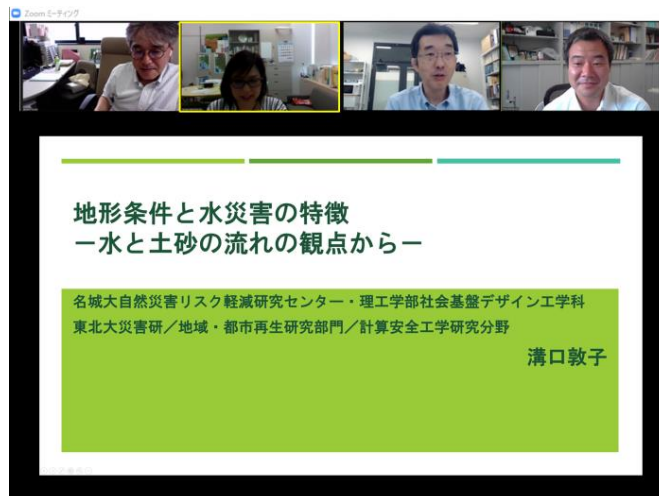 Zoom ミーティング
地形条件と水災害の特徴
－水と土砂の流れの観点から－
名城大自然災害リスク軽減研究センター・理工学部社会基盤デザイン工学科
東北大災害研／地域・都市再生研究部門／計算安全工学研究分野
溝口敦子